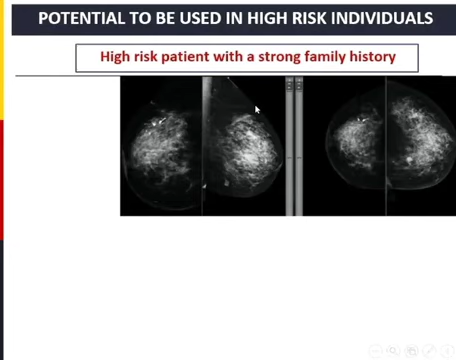 POTENTIAL TO BE USED IN HIGH RISK INDIVIDUALS
High risk patient with a strong family history